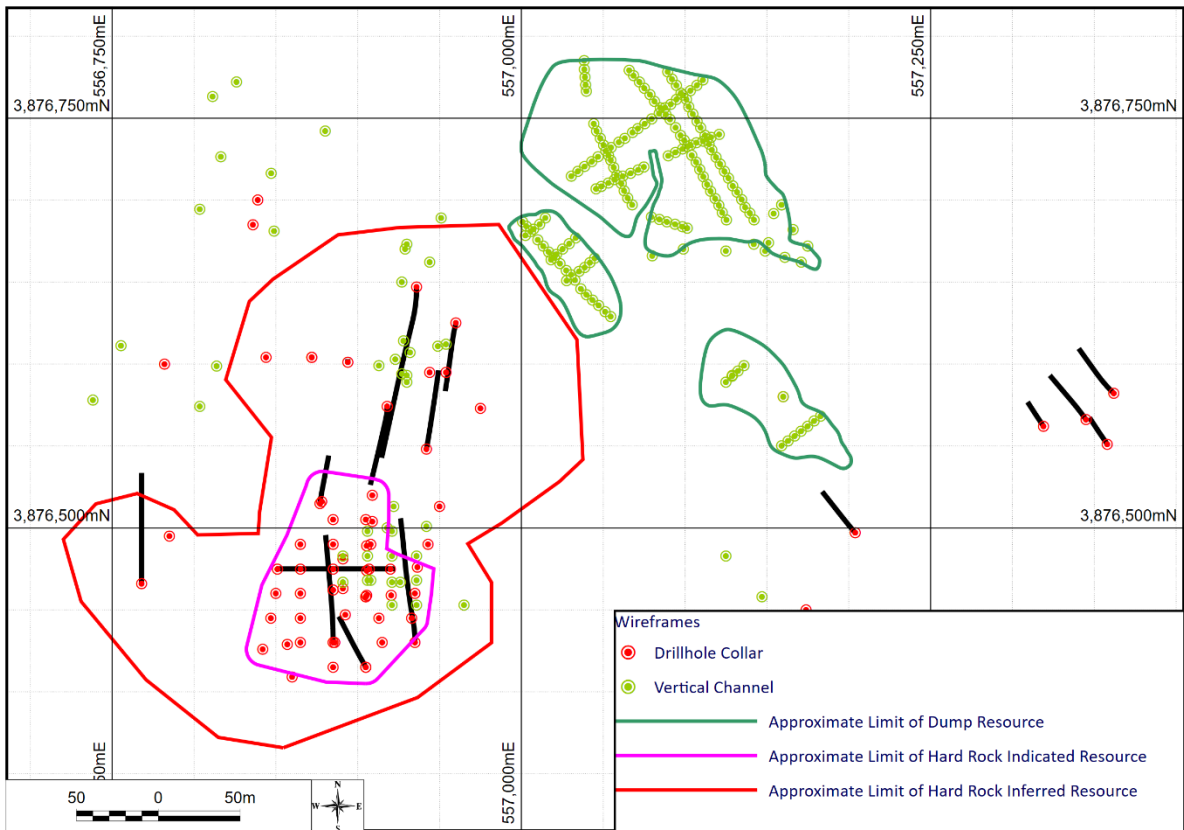 556,750mE
557,000mE
557,250mE
3,876,750mN
3,876,750mN
3,876,500mN
3,876,500mN
50mE
557,000mE
Wireframes
Drillhole Collar
Vertical Channel
Approximate Limit of Dump Resource
Approximate Limit of Hard Rock Indicated Resource
Approximate Limit of Hard Rock Inferred Resource
50 0 50m
N
W E
S